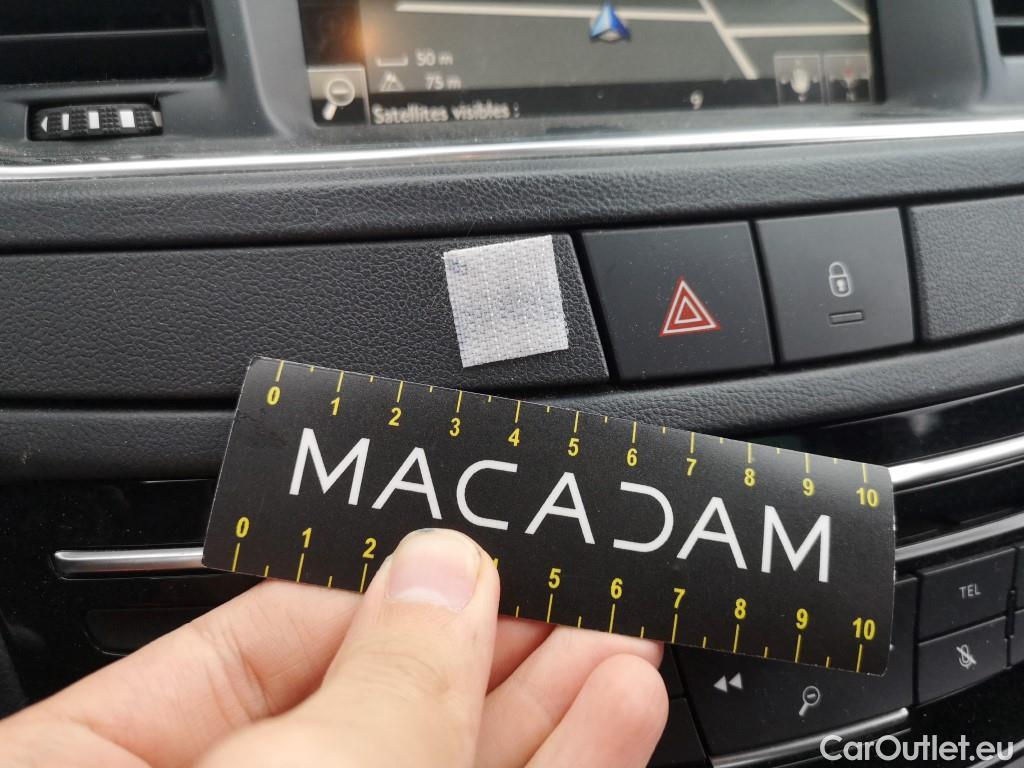 50 m
75 m
Satellites visibles : 9
0 1 2 3 4 5 6 7 8 9 10
MACADAM
0 1 2 4 5 6 7 8 9 10
TEL
CarOutlet.eu